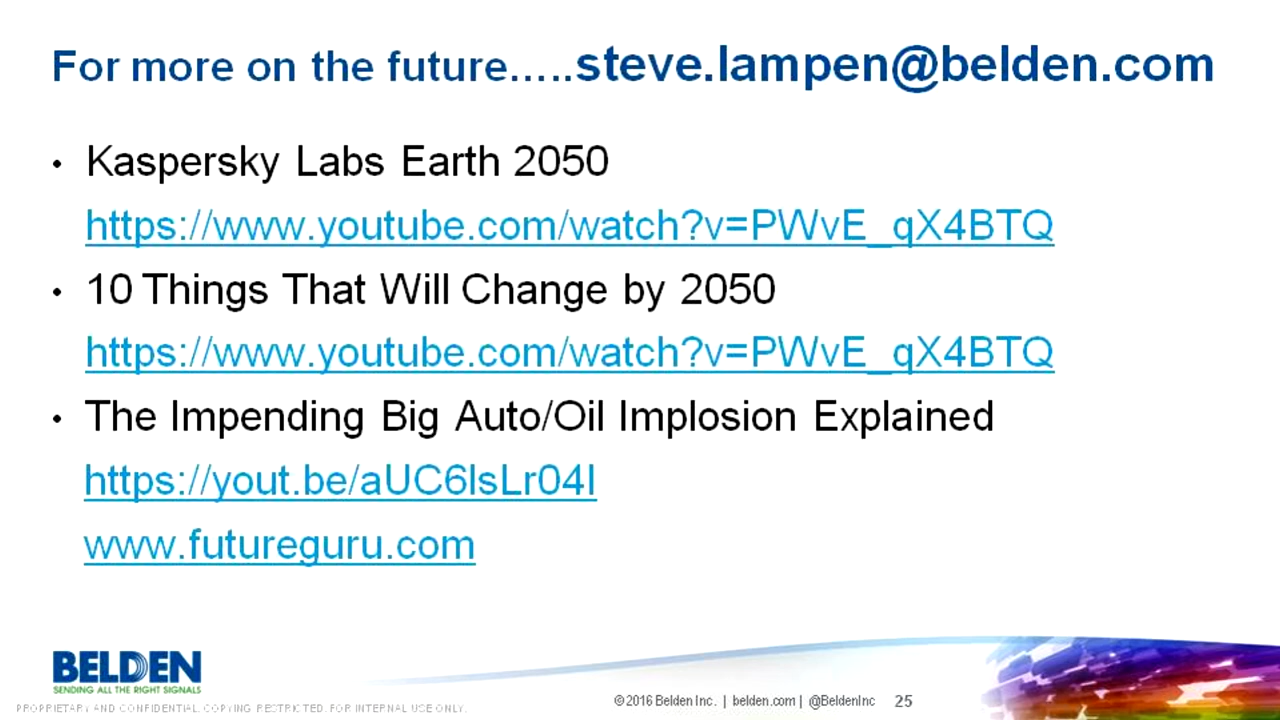 For more on the future.....steve.lampen@belden.com
• Kaspersky Labs Earth 2050
https://www.youtube.com/watch?v=PWvE_qX4BTQ
• 10 Things That Will Change by 2050
https://www.youtube.com/watch?v=PWvE_qX4BTQ
• The Impending Big Auto/Oil Implosion Explained
https://yout.be/aUC6lsLr04I
www.futureguru.com
BELDEN
SENDING ALL THE RIGHT SIGNALS
PROPRIETARY AND CONFIDENTIAL. COPYING RESTRICTED. FOR INTERNAL USE ONLY.
©2016 Belden Inc. | belden.com | @BeldenInc 25